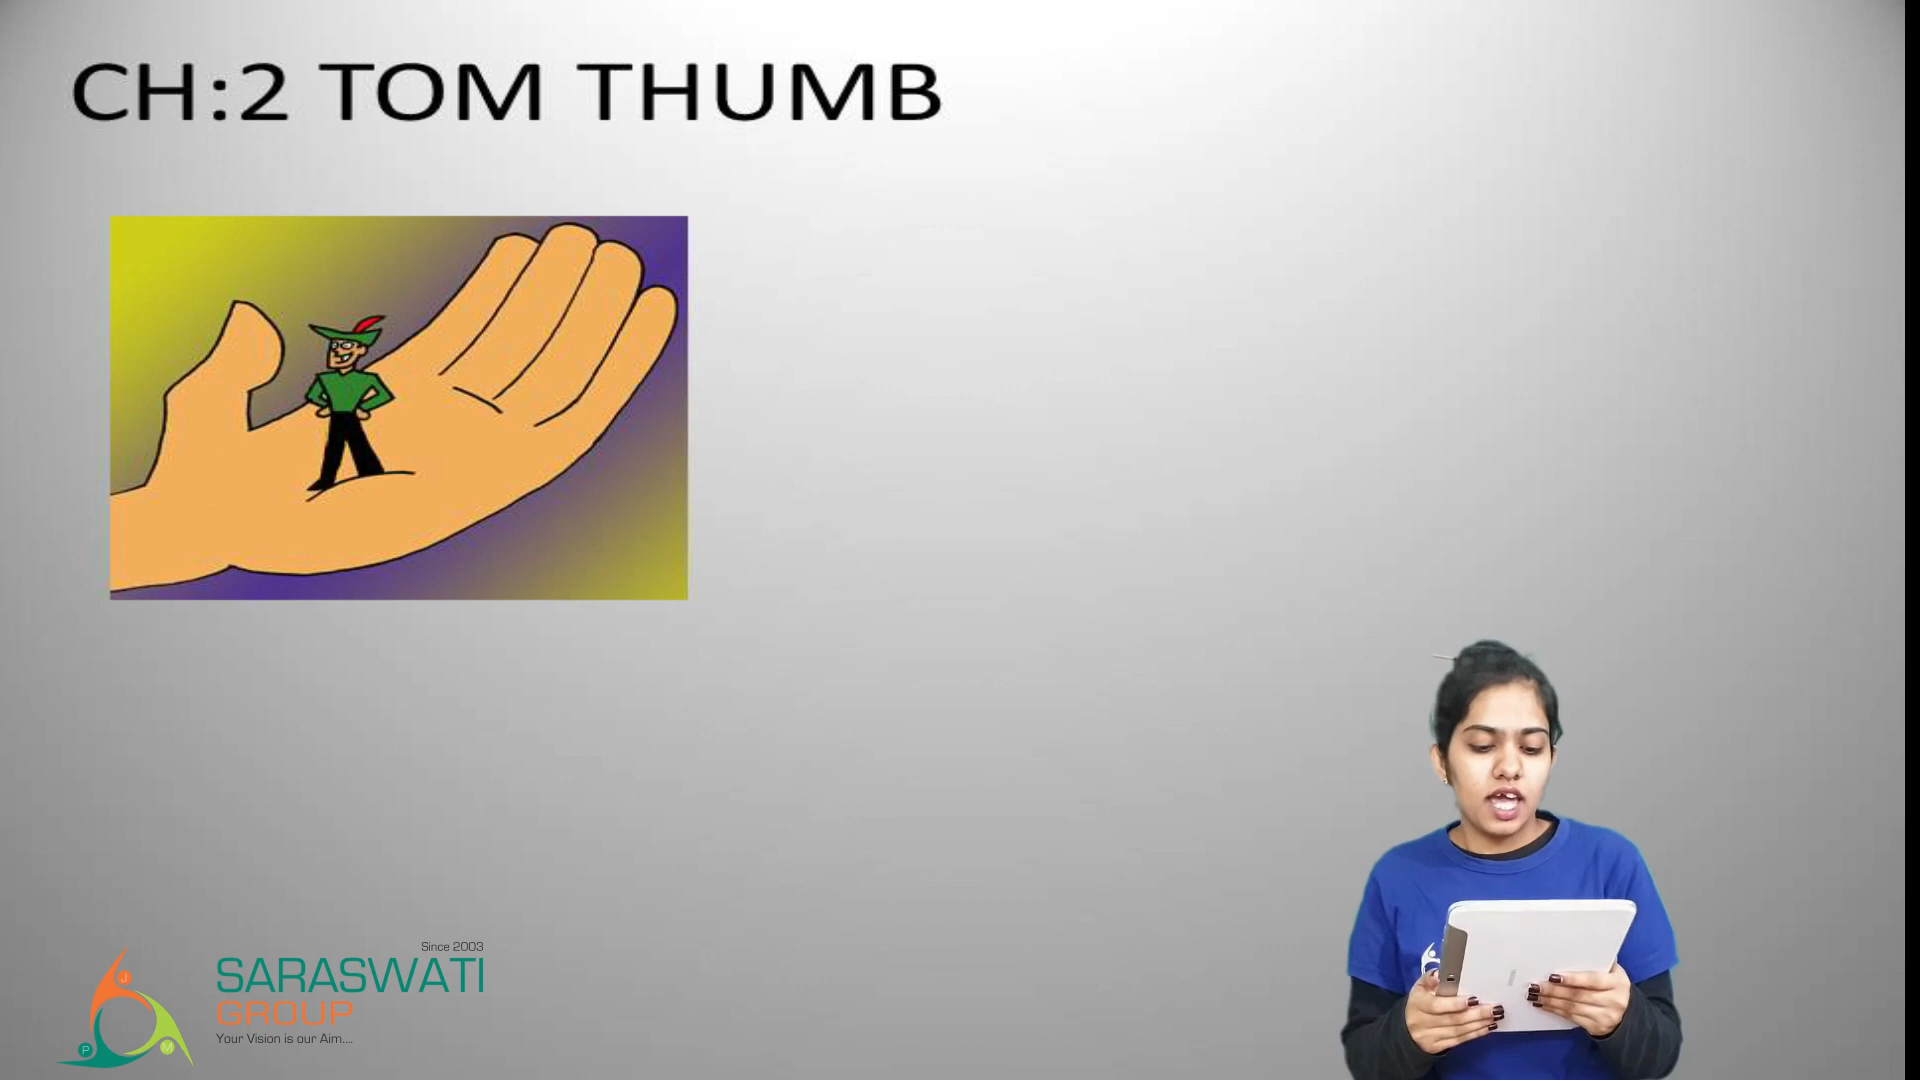 CH:2 TOM THUMB
Since 2003
SARASWATI
GROUP
Your Vision is our Aim....
J
P
M